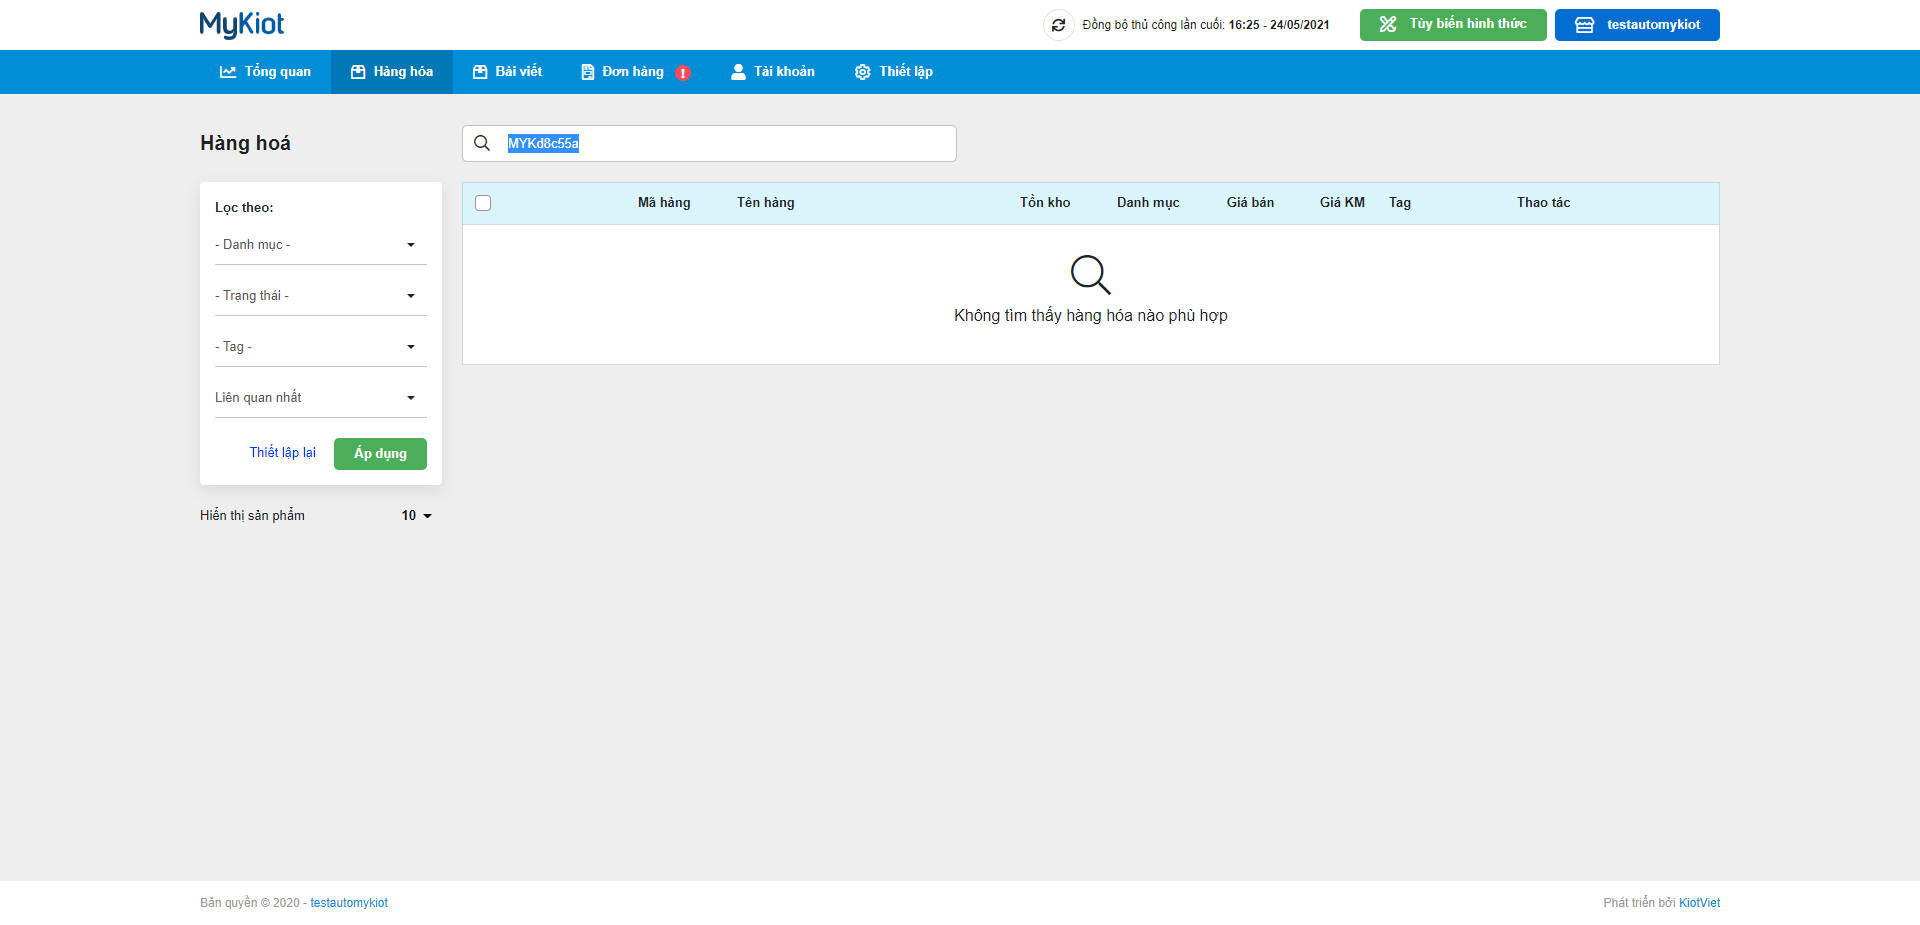 MyKiot
Đồng bộ thủ công lần cuối: 16:25 - 24/05/2021
Tùy biến hình thức
testautomykiot
Tổng quan
Hàng hóa
Bài viết
Đơn hàng
Tài khoản
Thiết lập
Hàng hoá
MYKd8c55a
Lọc theo:
- Danh mục -
- Trạng thái -
- Tag -
Liên quan nhất
Thiết lập lại
Áp dụng
Hiển thị sản phẩm
10
Mã hàng
Tên hàng
Tồn kho
Danh mục
Giá bán
Giá KM
Tag
Thao tác
Không tìm thấy hàng hóa nào phù hợp
Bản quyền © 2020 - testautomykiot
Phát triển bởi KiotViet